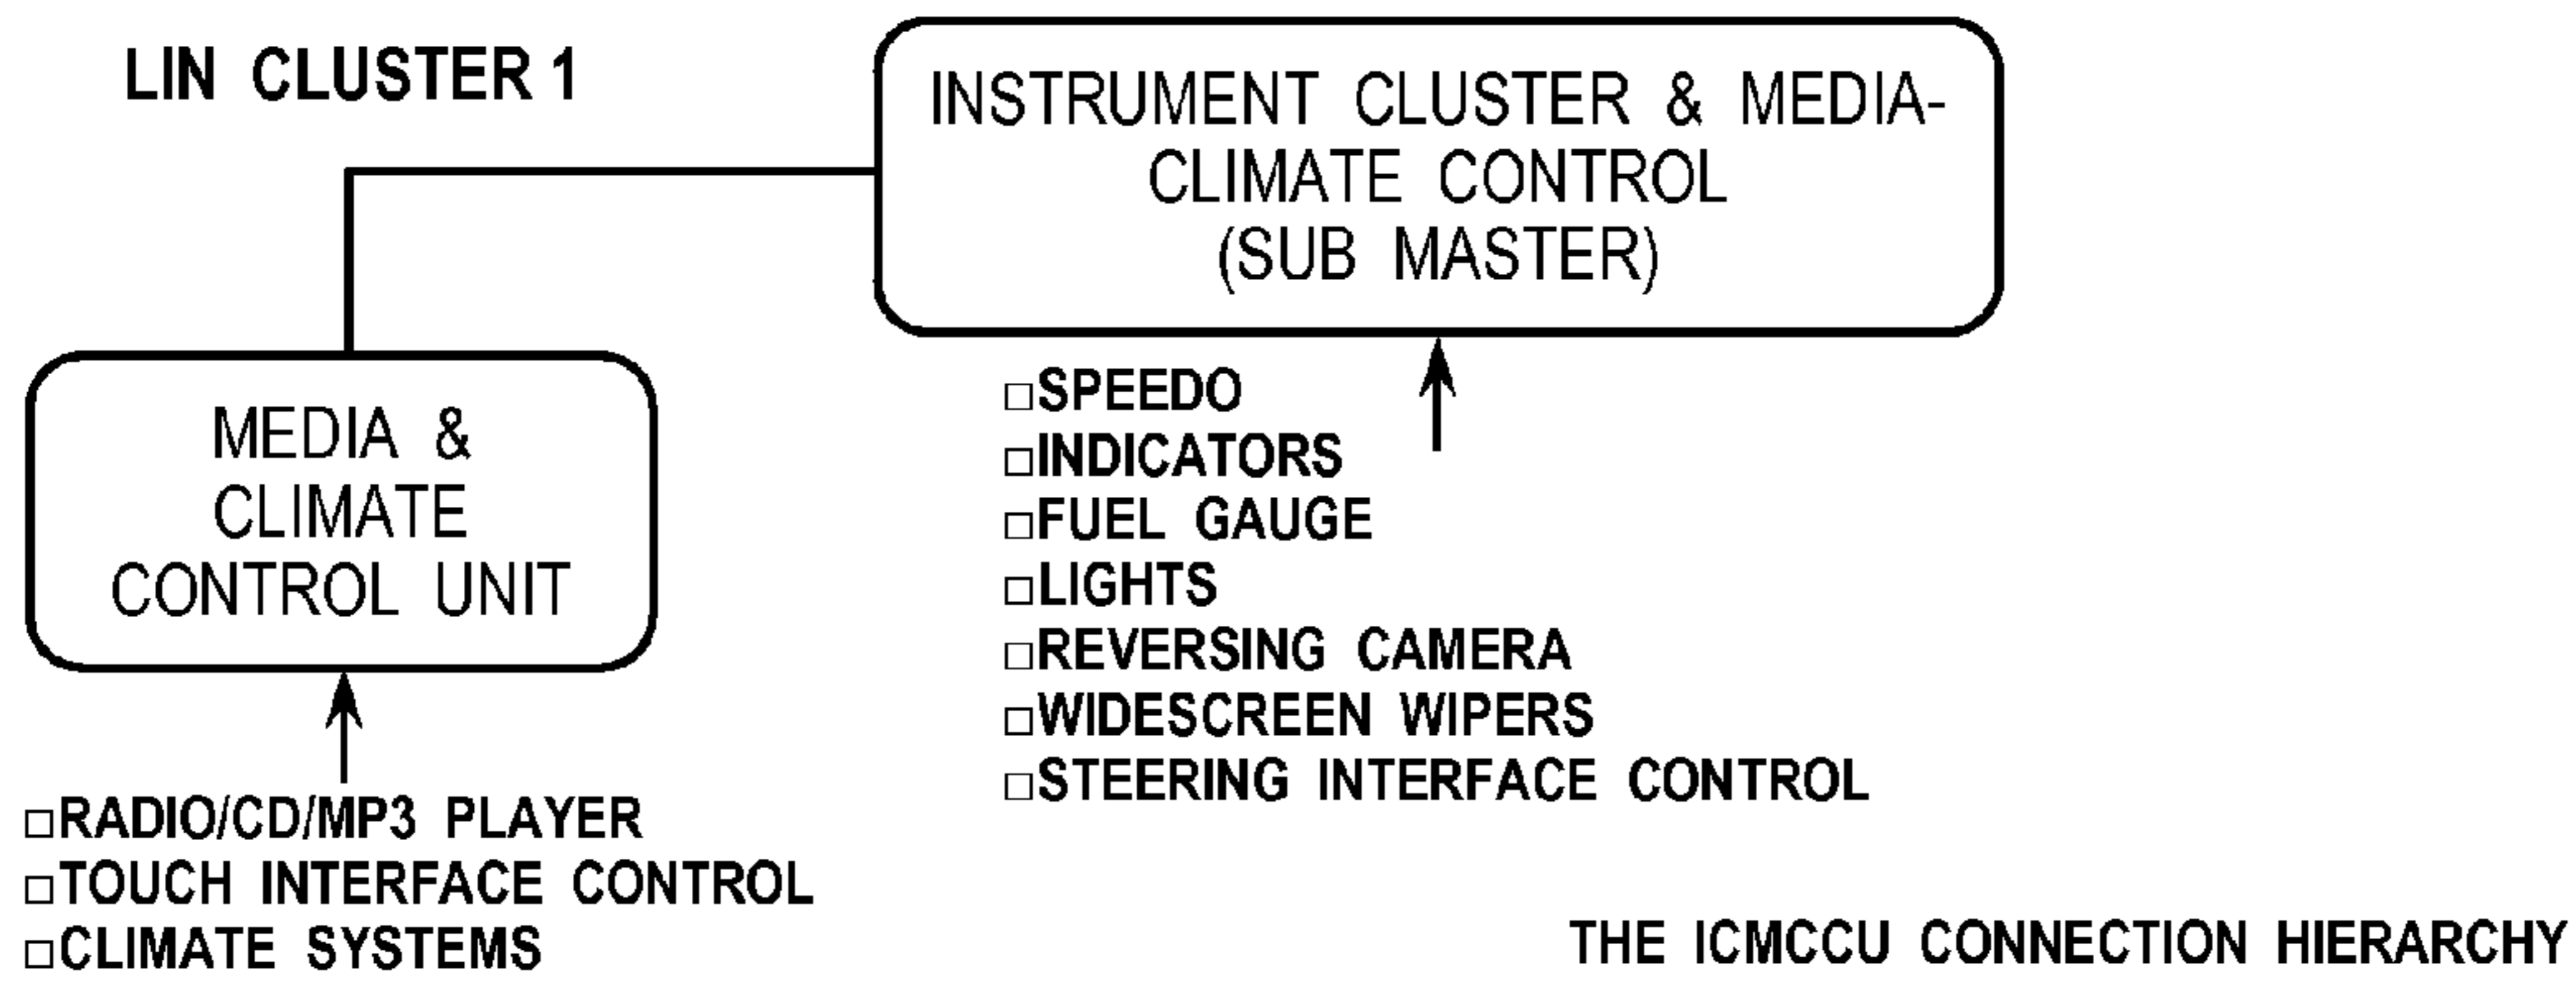 LIN CLUSTER 1
INSTRUMENT CLUSTER & MEDIA-
CLIMATE CONTROL
(SUB MASTER)
MEDIA &
CLIMATE
CONTROL UNIT
□SPEEDO
□INDICATORS
□FUEL GAUGE
□LIGHTS
□REVERSING CAMERA
□WIDESCREEN WIPERS
□STEERING INTERFACE CONTROL
□RADIO/CD/MP3 PLAYER
□TOUCH INTERFACE CONTROL
□CLIMATE SYSTEMS
THE ICMCCU CONNECTION HIERARCHY